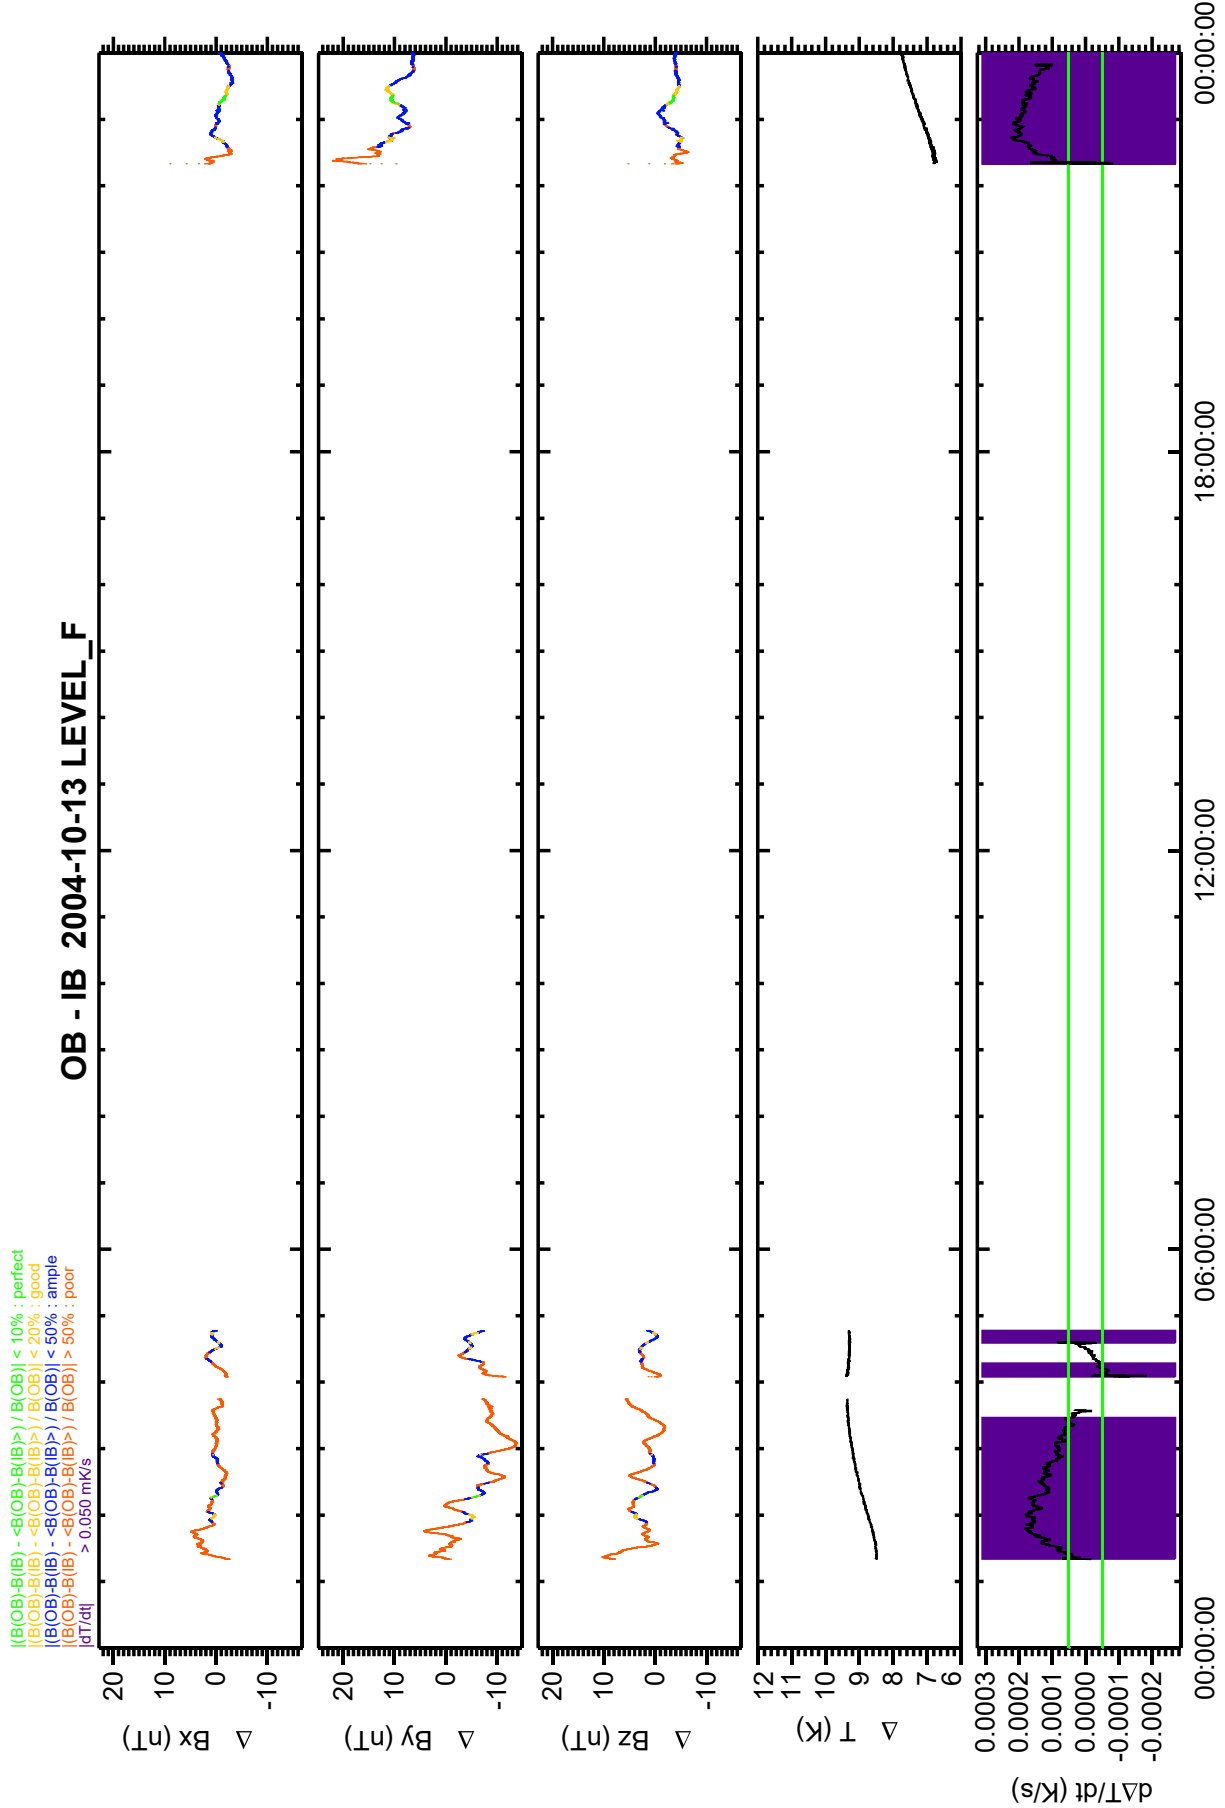 |(B(OB)-B(IB) - <B(OB)-B(IB)>) / B(OB)| < 10% : perfect
|(B(OB)-B(IB) - <B(OB)-B(IB)>) / B(OB)| < 20% : good
|(B(OB)-B(IB) - <B(OB)-B(IB)>) / B(OB)| < 50% : ample
|(B(OB)-B(IB) - <B(OB)-B(IB)>) / B(OB)| > 50% : poor
|dT/dt| > 0.050 mK/s
OB - IB 2004-10-13 LEVEL_F
Δ Bx (nT)
20
10
0
-10
Δ By (nT)
20
10
0
-10
Δ Bz (nT)
20
10
0
-10
Δ T (K)
12
11
10
9
8
7
6
dΔT/dt (K/s)
0.0003
0.0002
0.0001
0.0000
-0.0001
-0.0002
00:00:00
06:00:00
12:00:00
18:00:00
00:00:00